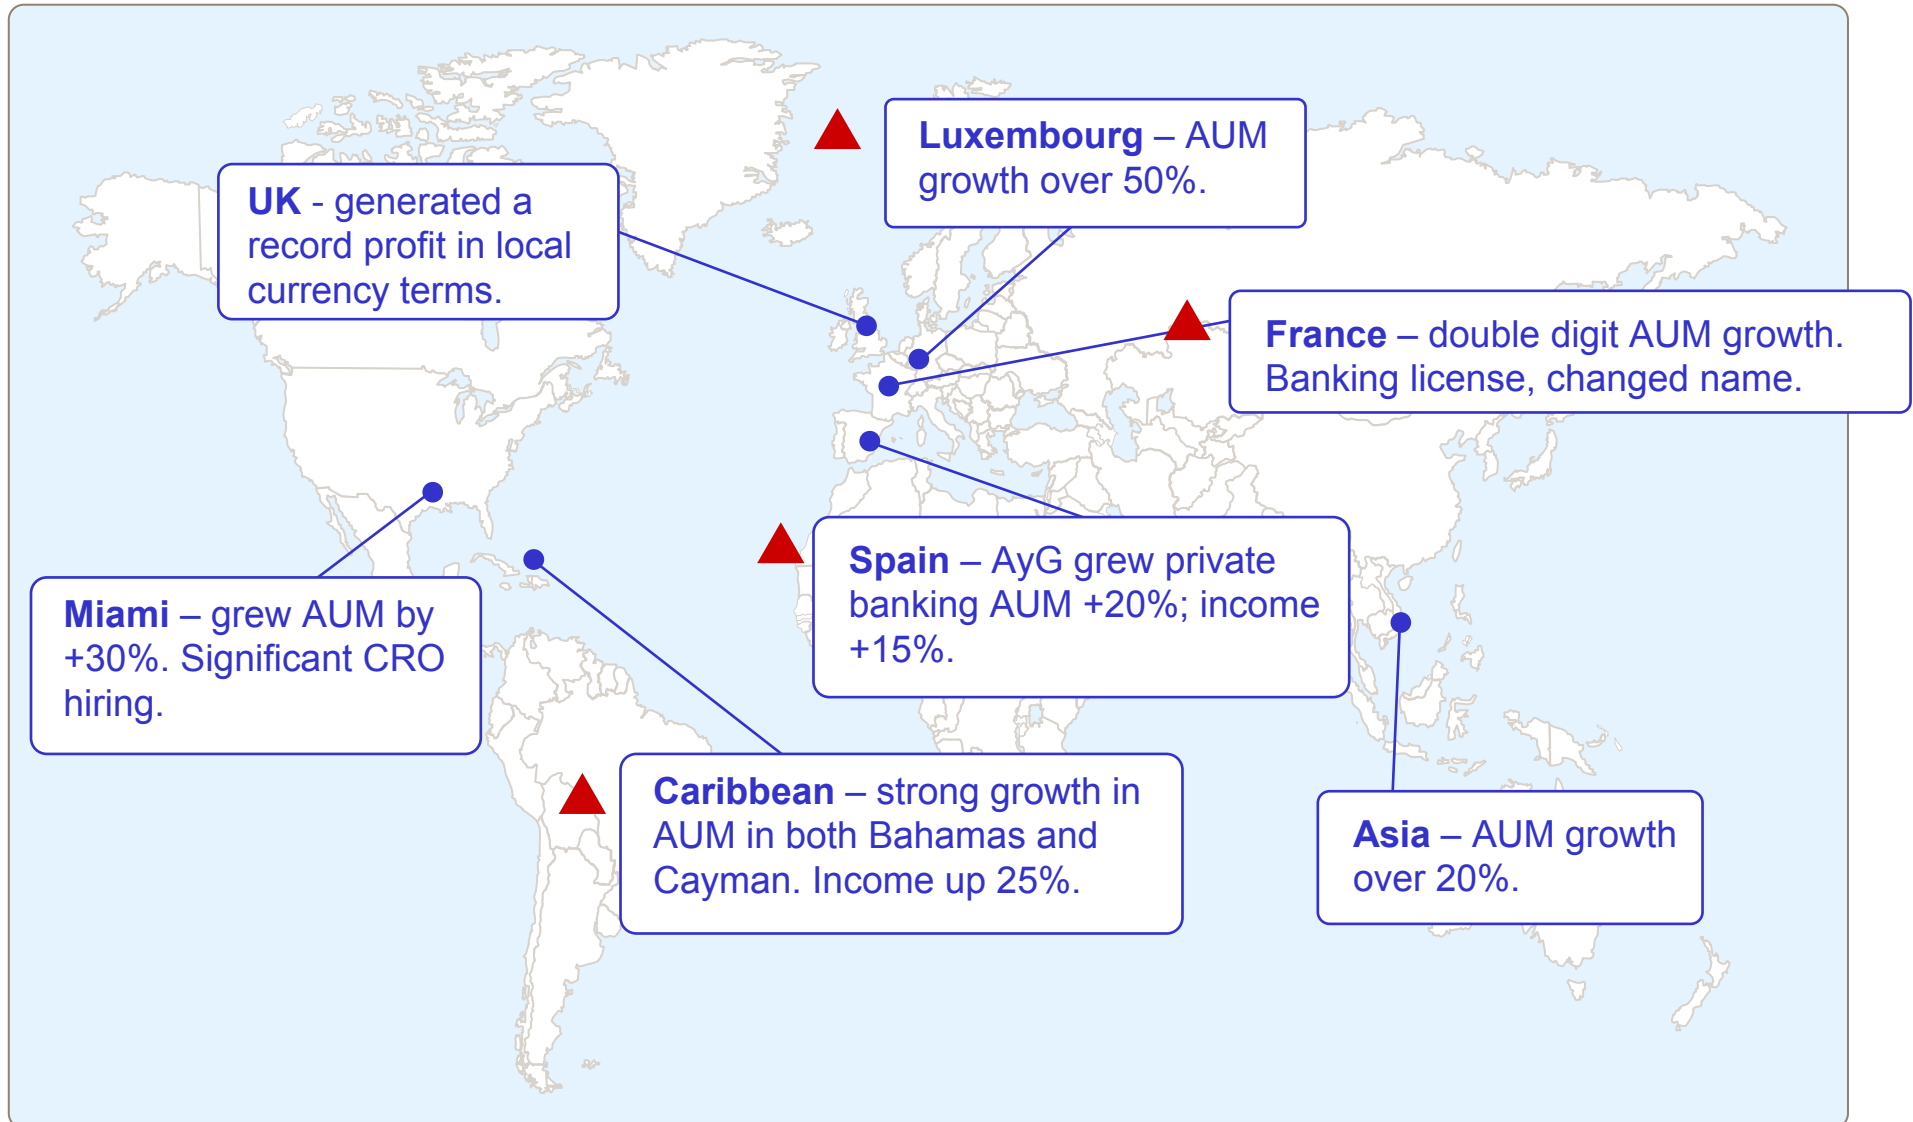 Luxembourg – AUM
growth over 50%.
UK - generated a
record profit in local
currency terms.
France – double digit AUM growth.
Banking license, changed name.
Spain – AyG grew private
banking AUM +20%; income
+15%.
Miami – grew AUM by
+30%. Significant CRO
hiring.
Caribbean – strong growth in
AUM in both Bahamas and
Cayman. Income up 25%.
Asia – AUM growth
over 20%.